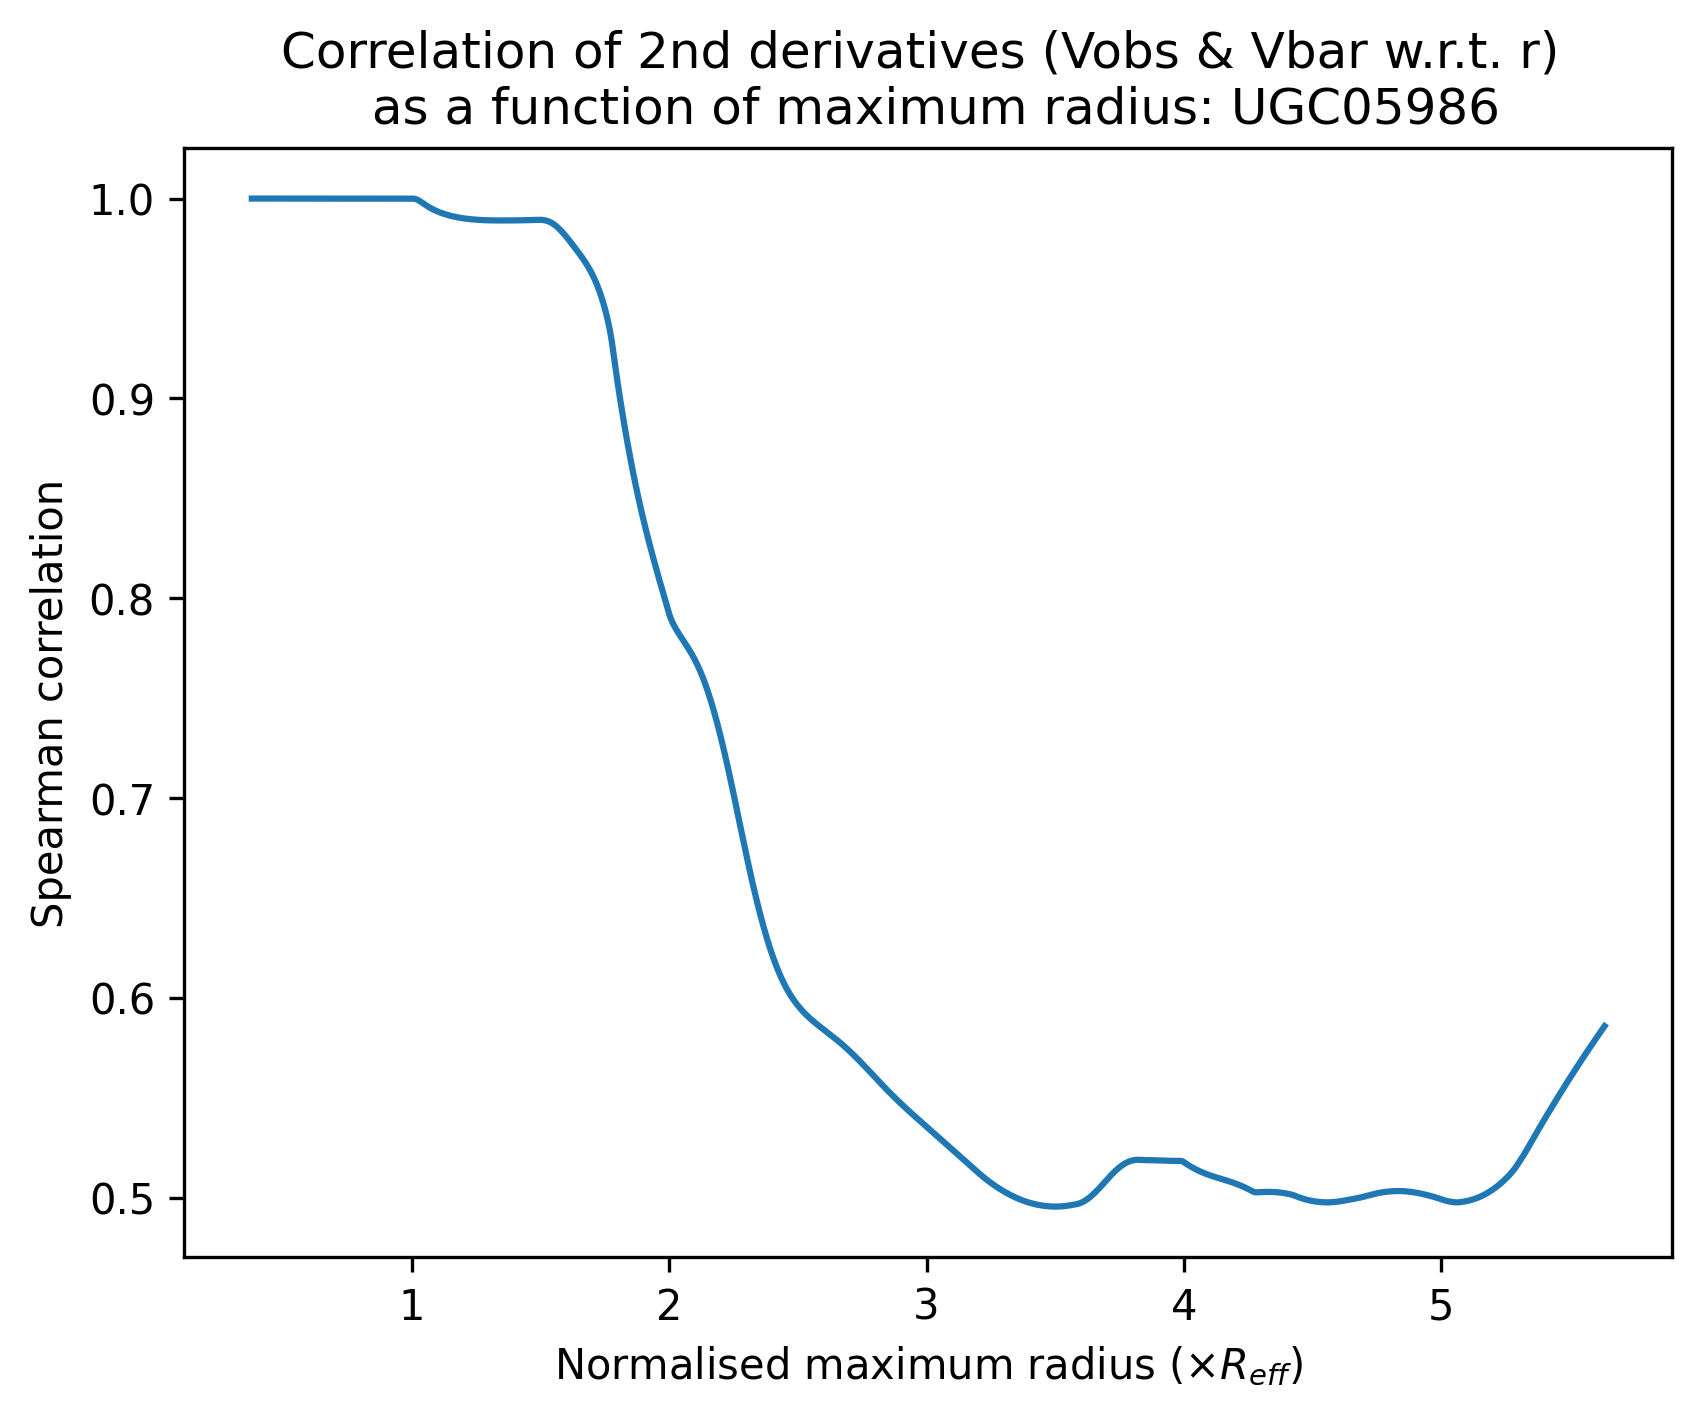 Correlation of 2nd derivatives (Vobs & Vbar w.r.t. r)
as a function of maximum radius: UGC05986
1.0
0.9
0.8
0.7
0.6
0.5
Spearman correlation
1 2 3 4 5
Normalised maximum radius (×R_eff)